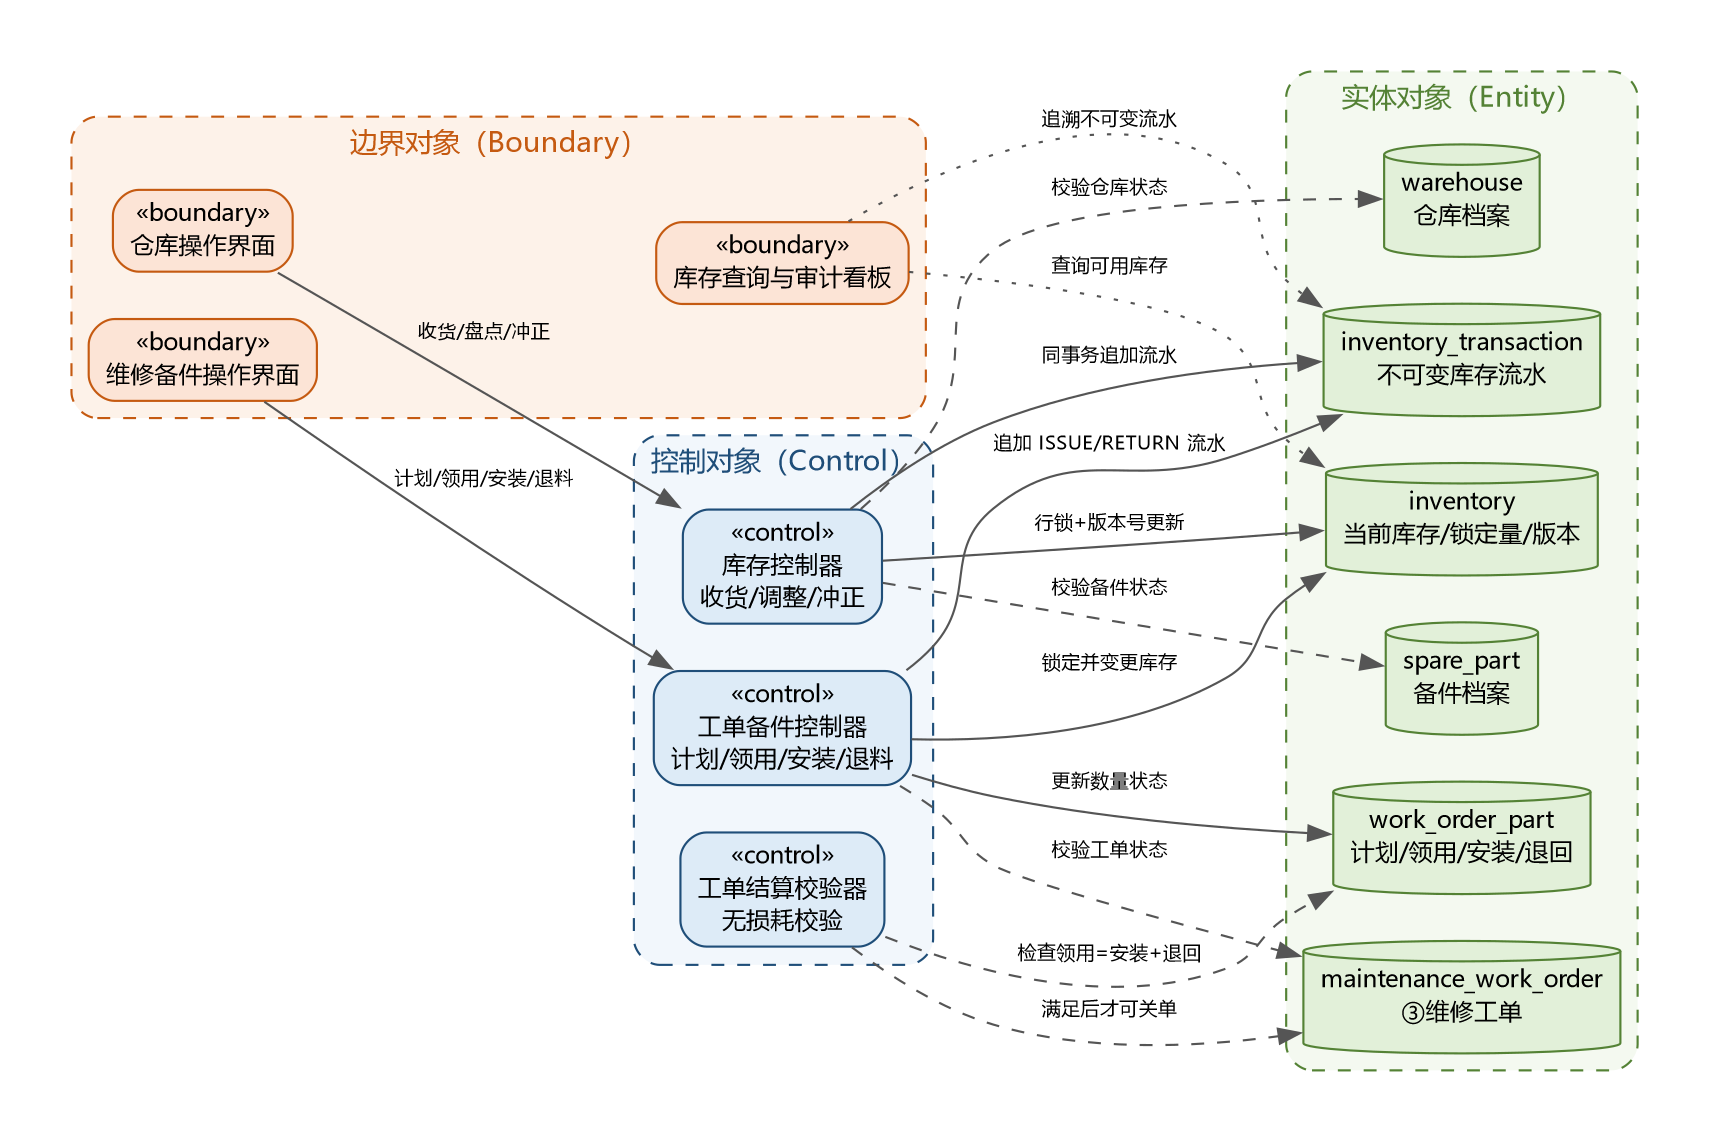 边界对象（Boundary）
«boundary»
仓库操作界面
«boundary»
维修备件操作界面
«boundary»
库存查询与审计看板
收货/盘点/冲正
计划/领用/安装/退料
控制对象（Control）
«control»
库存控制器
收货/调整/冲正
«control»
工单备件控制器
计划/领用/安装/退料
«control»
工单结算校验器
无损耗校验
追溯不可变流水
校验仓库状态
查询可用库存
同事务追加流水
追加 ISSUE/RETURN 流水
行锁+版本号更新
校验备件状态
锁定并变更库存
更新数量状态
校验工单状态
检查领用=安装+退回
满足后才可关单
实体对象（Entity）
warehouse
仓库档案
inventory_transaction
不可变库存流水
inventory
当前库存/锁定量/版本
spare_part
备件档案
work_order_part
计划/领用/安装/退回
maintenance_work_order
③维修工单